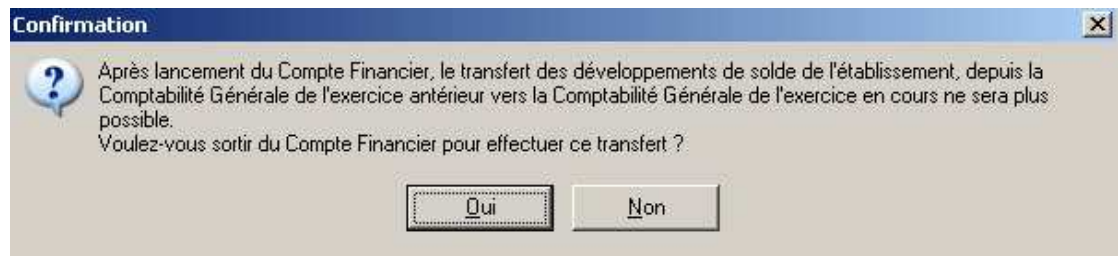 Confirmation
Après lancement du Compte Financier, le transfert des développements de solde de l'établissement, depuis la
Comptabilité Générale de l'exercice antérieur vers la Comptabilité Générale de l'exercice en cours ne sera plus
possible.
Voulez-vous sortir du Compte Financier pour effectuer ce transfert ?
Oui Non